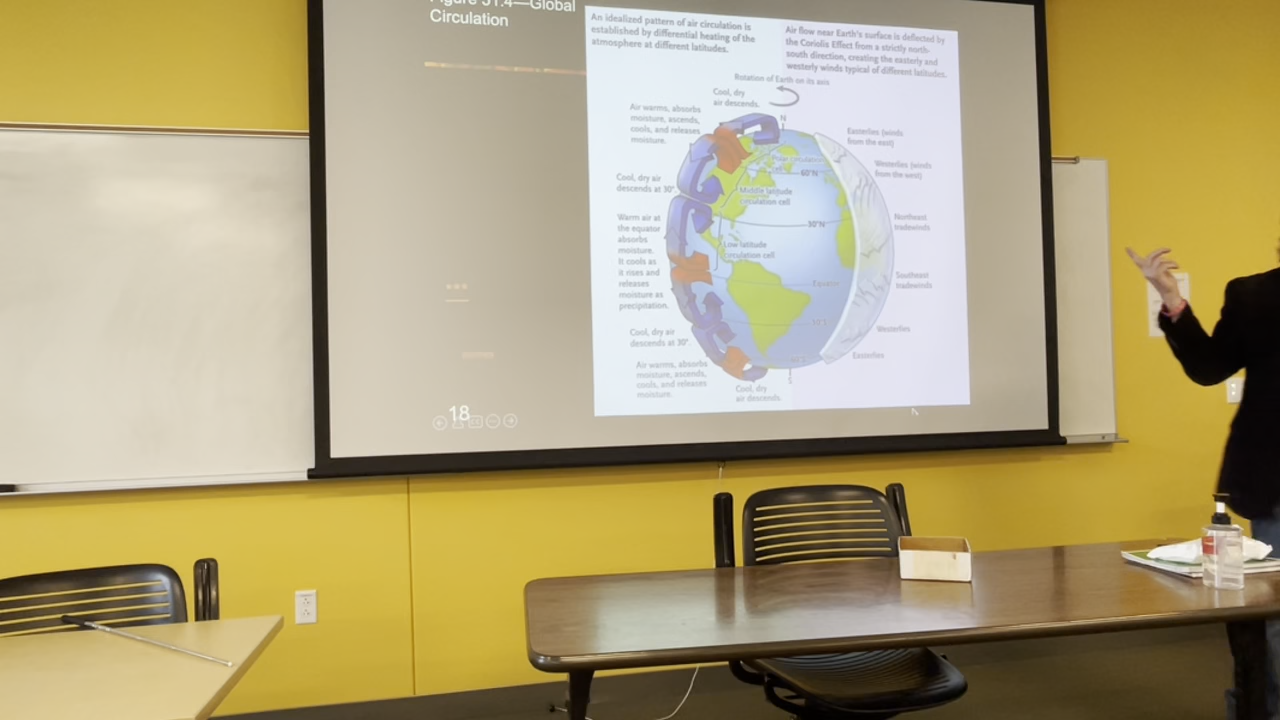 Figure 51.4—Global
Circulation
An idealized pattern of air circulation is
established by differential heating of the
atmosphere at different latitudes.
Air flow near Earth's surface is deflected by
the Coriolis Effect from a strictly north-
south direction, creating the easterly and
westerly winds typical of different latitudes.
Rotation of Earth on its axis
Cool, dry
air descends.
N
Air warms, absorbs
moisture, ascends,
cools, and releases
moisture.
Easterlies (winds
from the east)
Polar circulation
cell
60°N
Westerlies (winds
from the west)
Cool, dry air
descends at 30°.
Middle latitude
circulation cell
Warm air at
the equator
absorbs
moisture.
It cools as
it rises and
releases
moisture as
precipitation.
30°N
Northeast
tradewinds
Low latitude
circulation cell
Equator
Southeast
tradewinds
30°S
Cool, dry air
descends at 30°.
Westerlies
60°S
Easterlies
Air warms, absorbs
moisture, ascends,
cools, and releases
moisture.
S
Cool, dry
air descends.
18